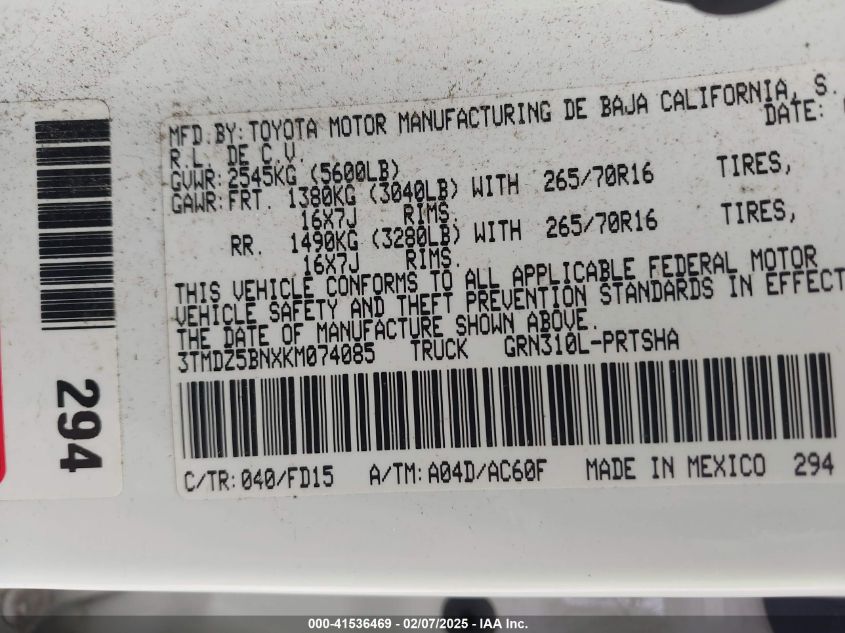 MFD.BY:TOYOTA MOTOR MANUFACTURING DE BAJA CALIFORNIA, S.
R.L. DE C.V. DATE:
GVWR:2545KG (5600LB)
GAWR:FRT. 1380KG (3040LB) WITH 265/70R16 TIRES,
16X7J RIMS.
RR. 1490KG (3280LB) WITH 265/70R16 TIRES,
16X7J RIMS.
THIS VEHICLE CONFORMS TO ALL APPLICABLE FEDERAL MOTOR
VEHICLE SAFETY AND THEFT PREVENTION STANDARDS IN EFFECT
THE DATE OF MANUFACTURE SHOWN ABOVE.
3TMDZ5BNXKM074085 TRUCK GRN310L-PRTSHA
C/TR:040/FD15 A/TM:A04D/AC60F MADE IN MEXICO 294
294
000-41536469 | 02/07/2025 - IAA Inc.